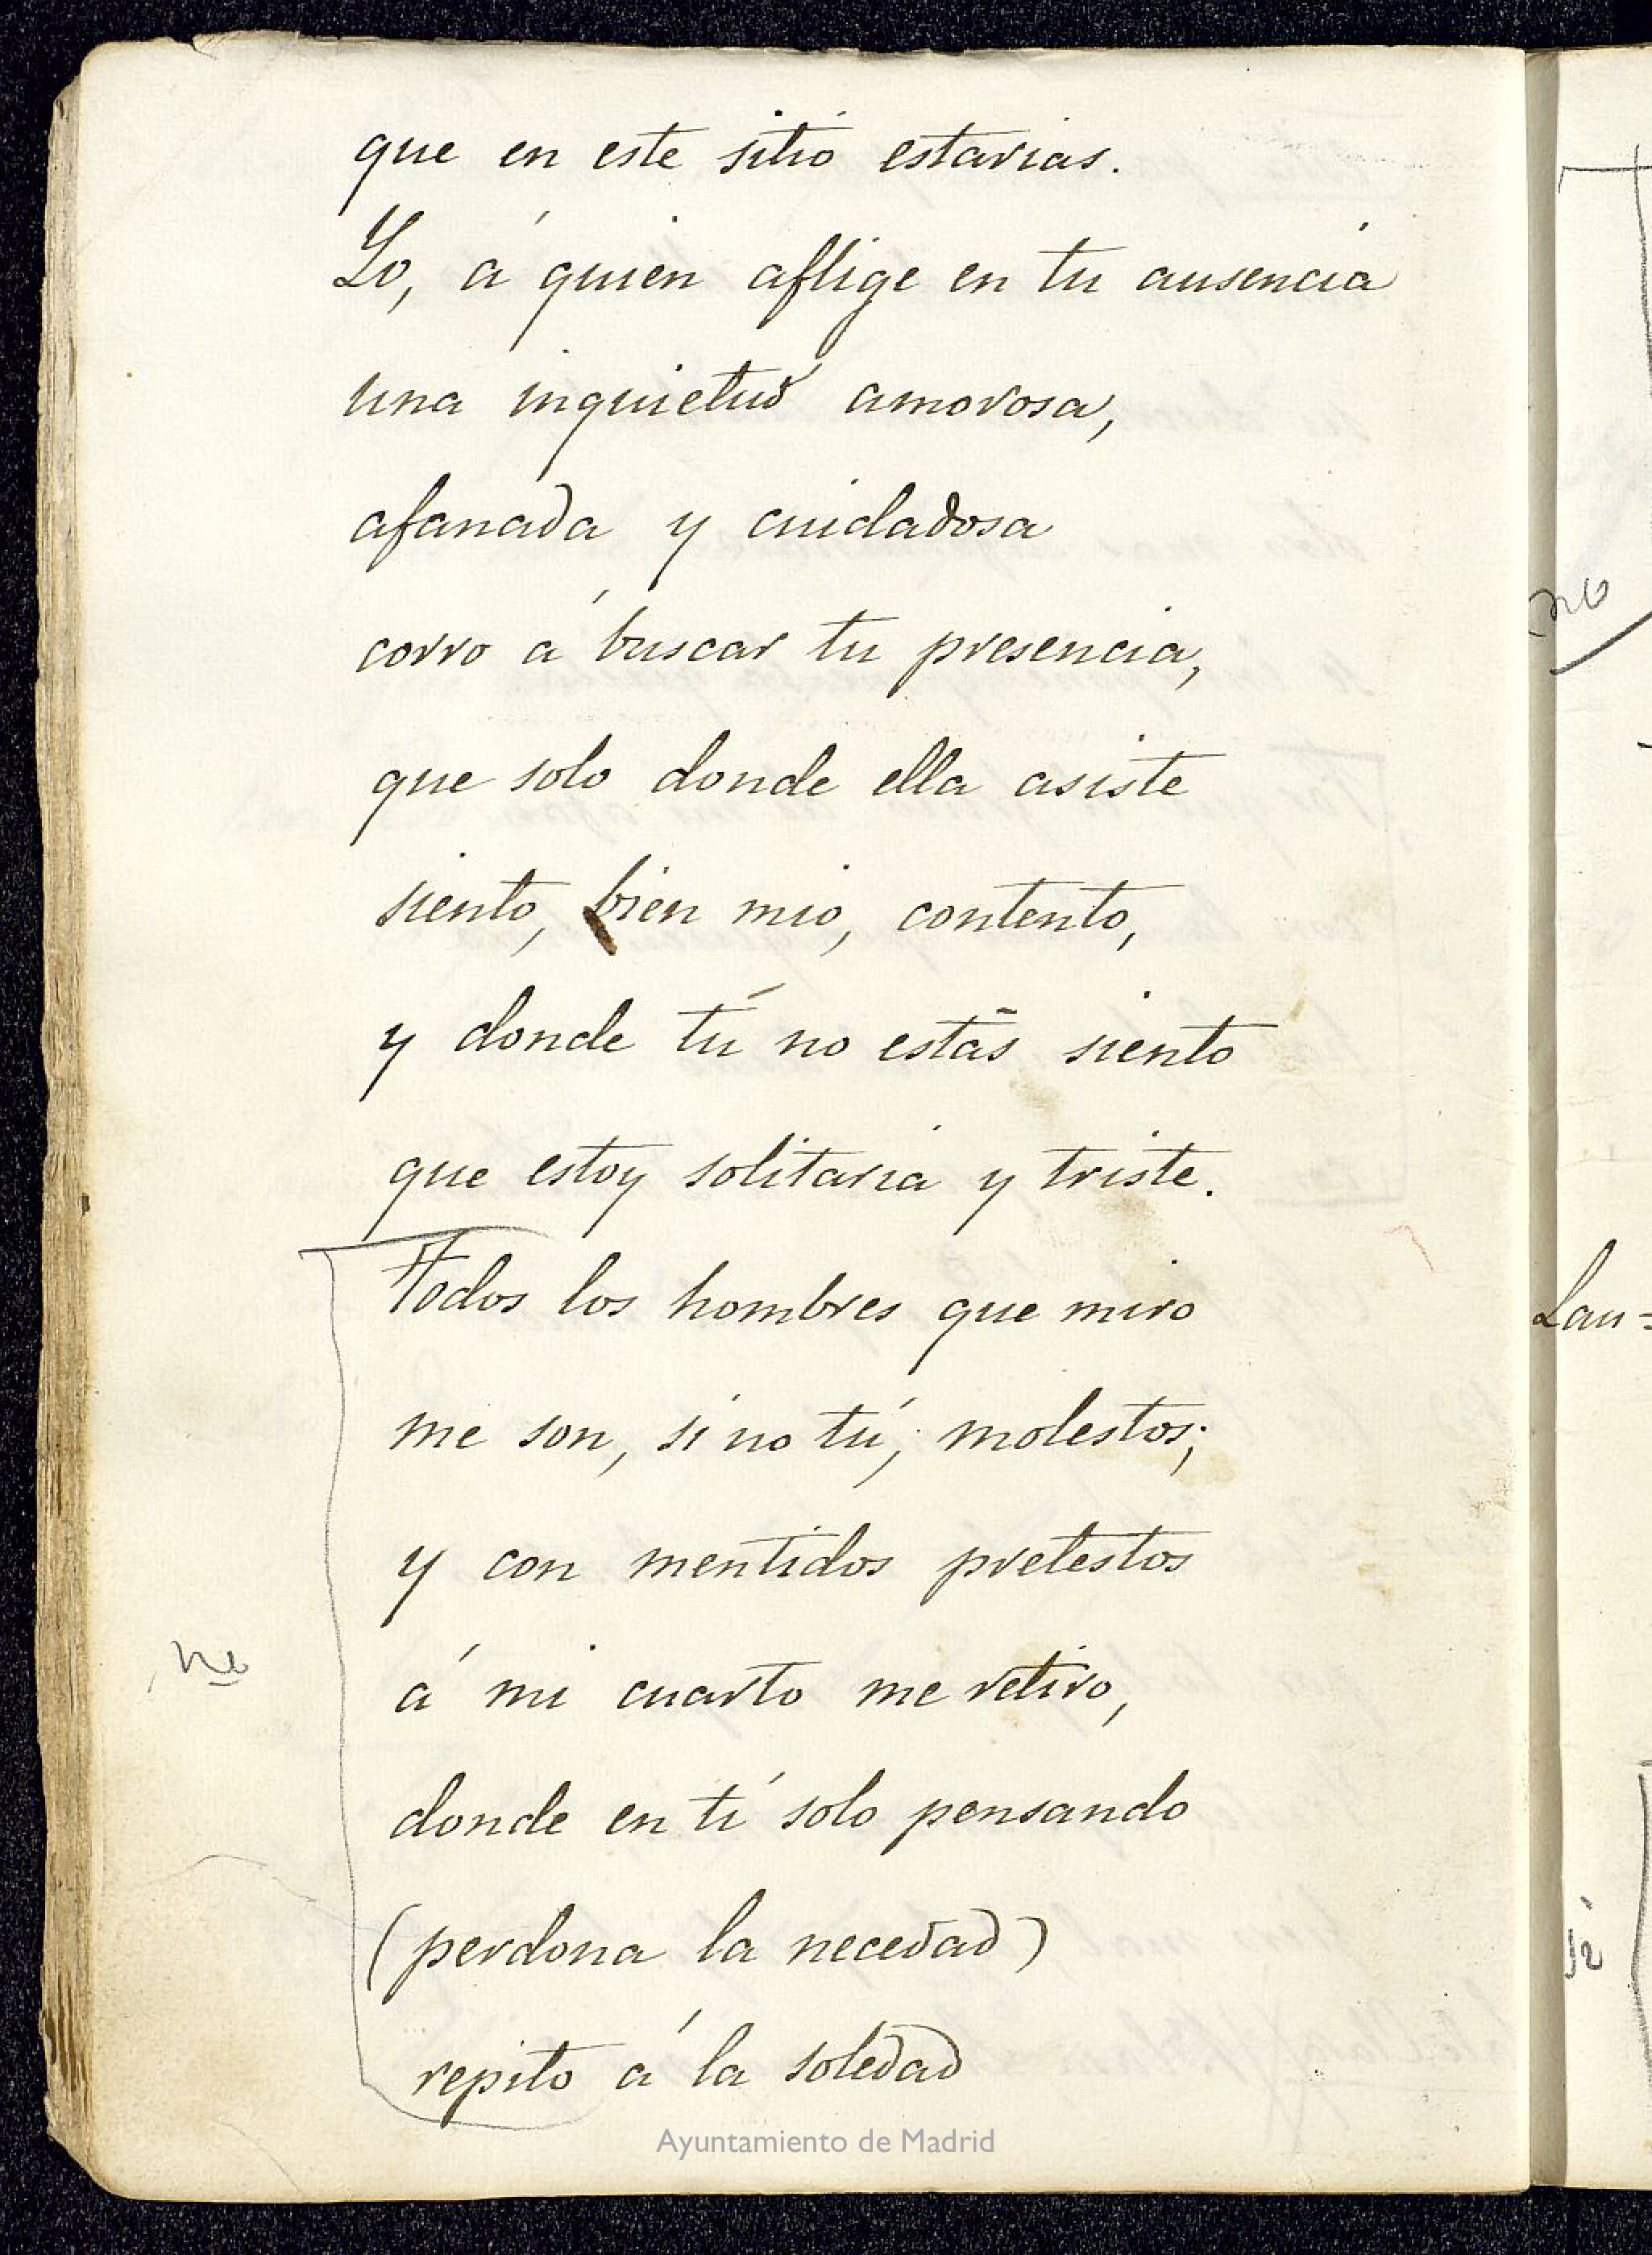 que en este sitio estarias.
Yo, á quien aflige en tu ausencia
una inquietud amorosa,
afanada y cuidadosa
corro á buscar tu presencia,
que solo donde ella asiste
siento, bien mio, contento,
y donde tú no estás siento
que estoy solitaria y triste.
Todos los hombres que miro
me son, si no tú, molestos;
y con mentidos pretestos
no
á mi cuarto me retiro,
donde en tí solo pensando
(perdona la necedad)
repito á la soledad
Ayuntamiento de Madrid
no
Lau=
si